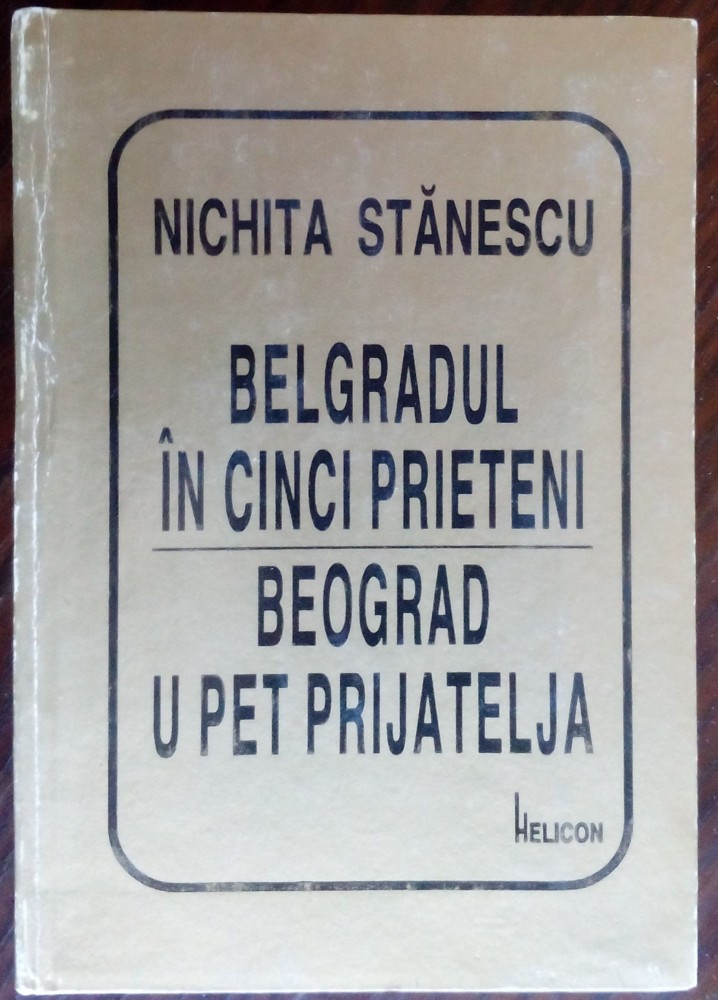 NICHITA STĂNESCU
BELGRADUL
ÎN CINCI PRIETENI
BEOGRAD
U PET PRIJATELJA
HELICON